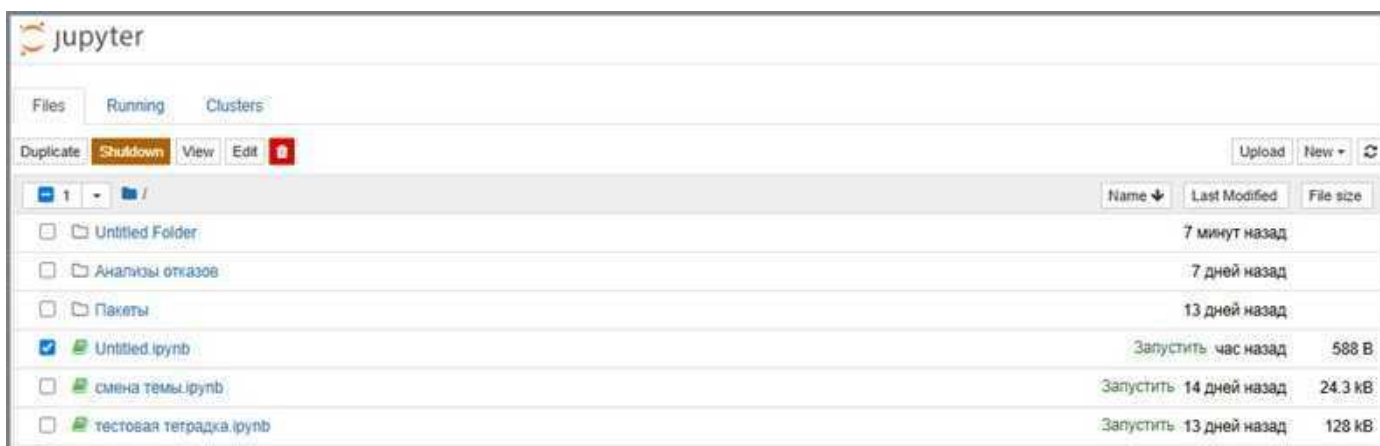 jupyter
Files Running Clusters
Duplicate Shutdown View Edit Upload New
1 / Name Last Modified File size
Untitled Folder 7 минут назад
Анализы отказов 7 дней назад
Пакеты 13 дней назад
Untitled.ipynb Запустить час назад 588 B
смена темы.ipynb Запустить 14 дней назад 24.3 kB
тестовая тетрадка.ipynb Запустить 13 дней назад 128 kB